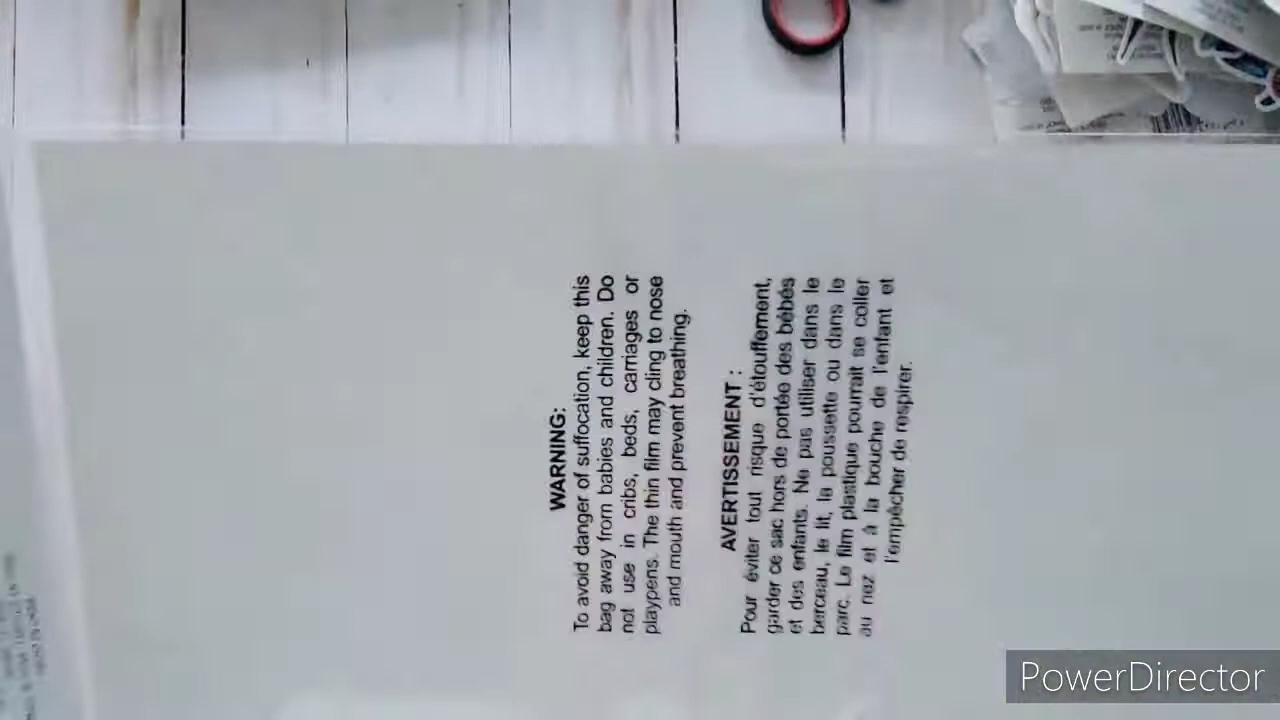 WARNING:
To avoid danger of suffocation, keep this
bag away from babies and children. Do
not use in cribs, beds, carriages or
playpens. The thin film may cling to nose
and mouth and prevent breathing.
AVERTISSEMENT :
Pour éviter tout risque d'étouffement,
garder ce sac hors de portée des bébés
et des enfants. Ne pas utiliser dans le
berceau, le lit, la poussette ou dans le
parc. Le film plastique pourrait se coller
au nez et à la bouche de l'enfant et
l'empêcher de respirer.
PowerDirector